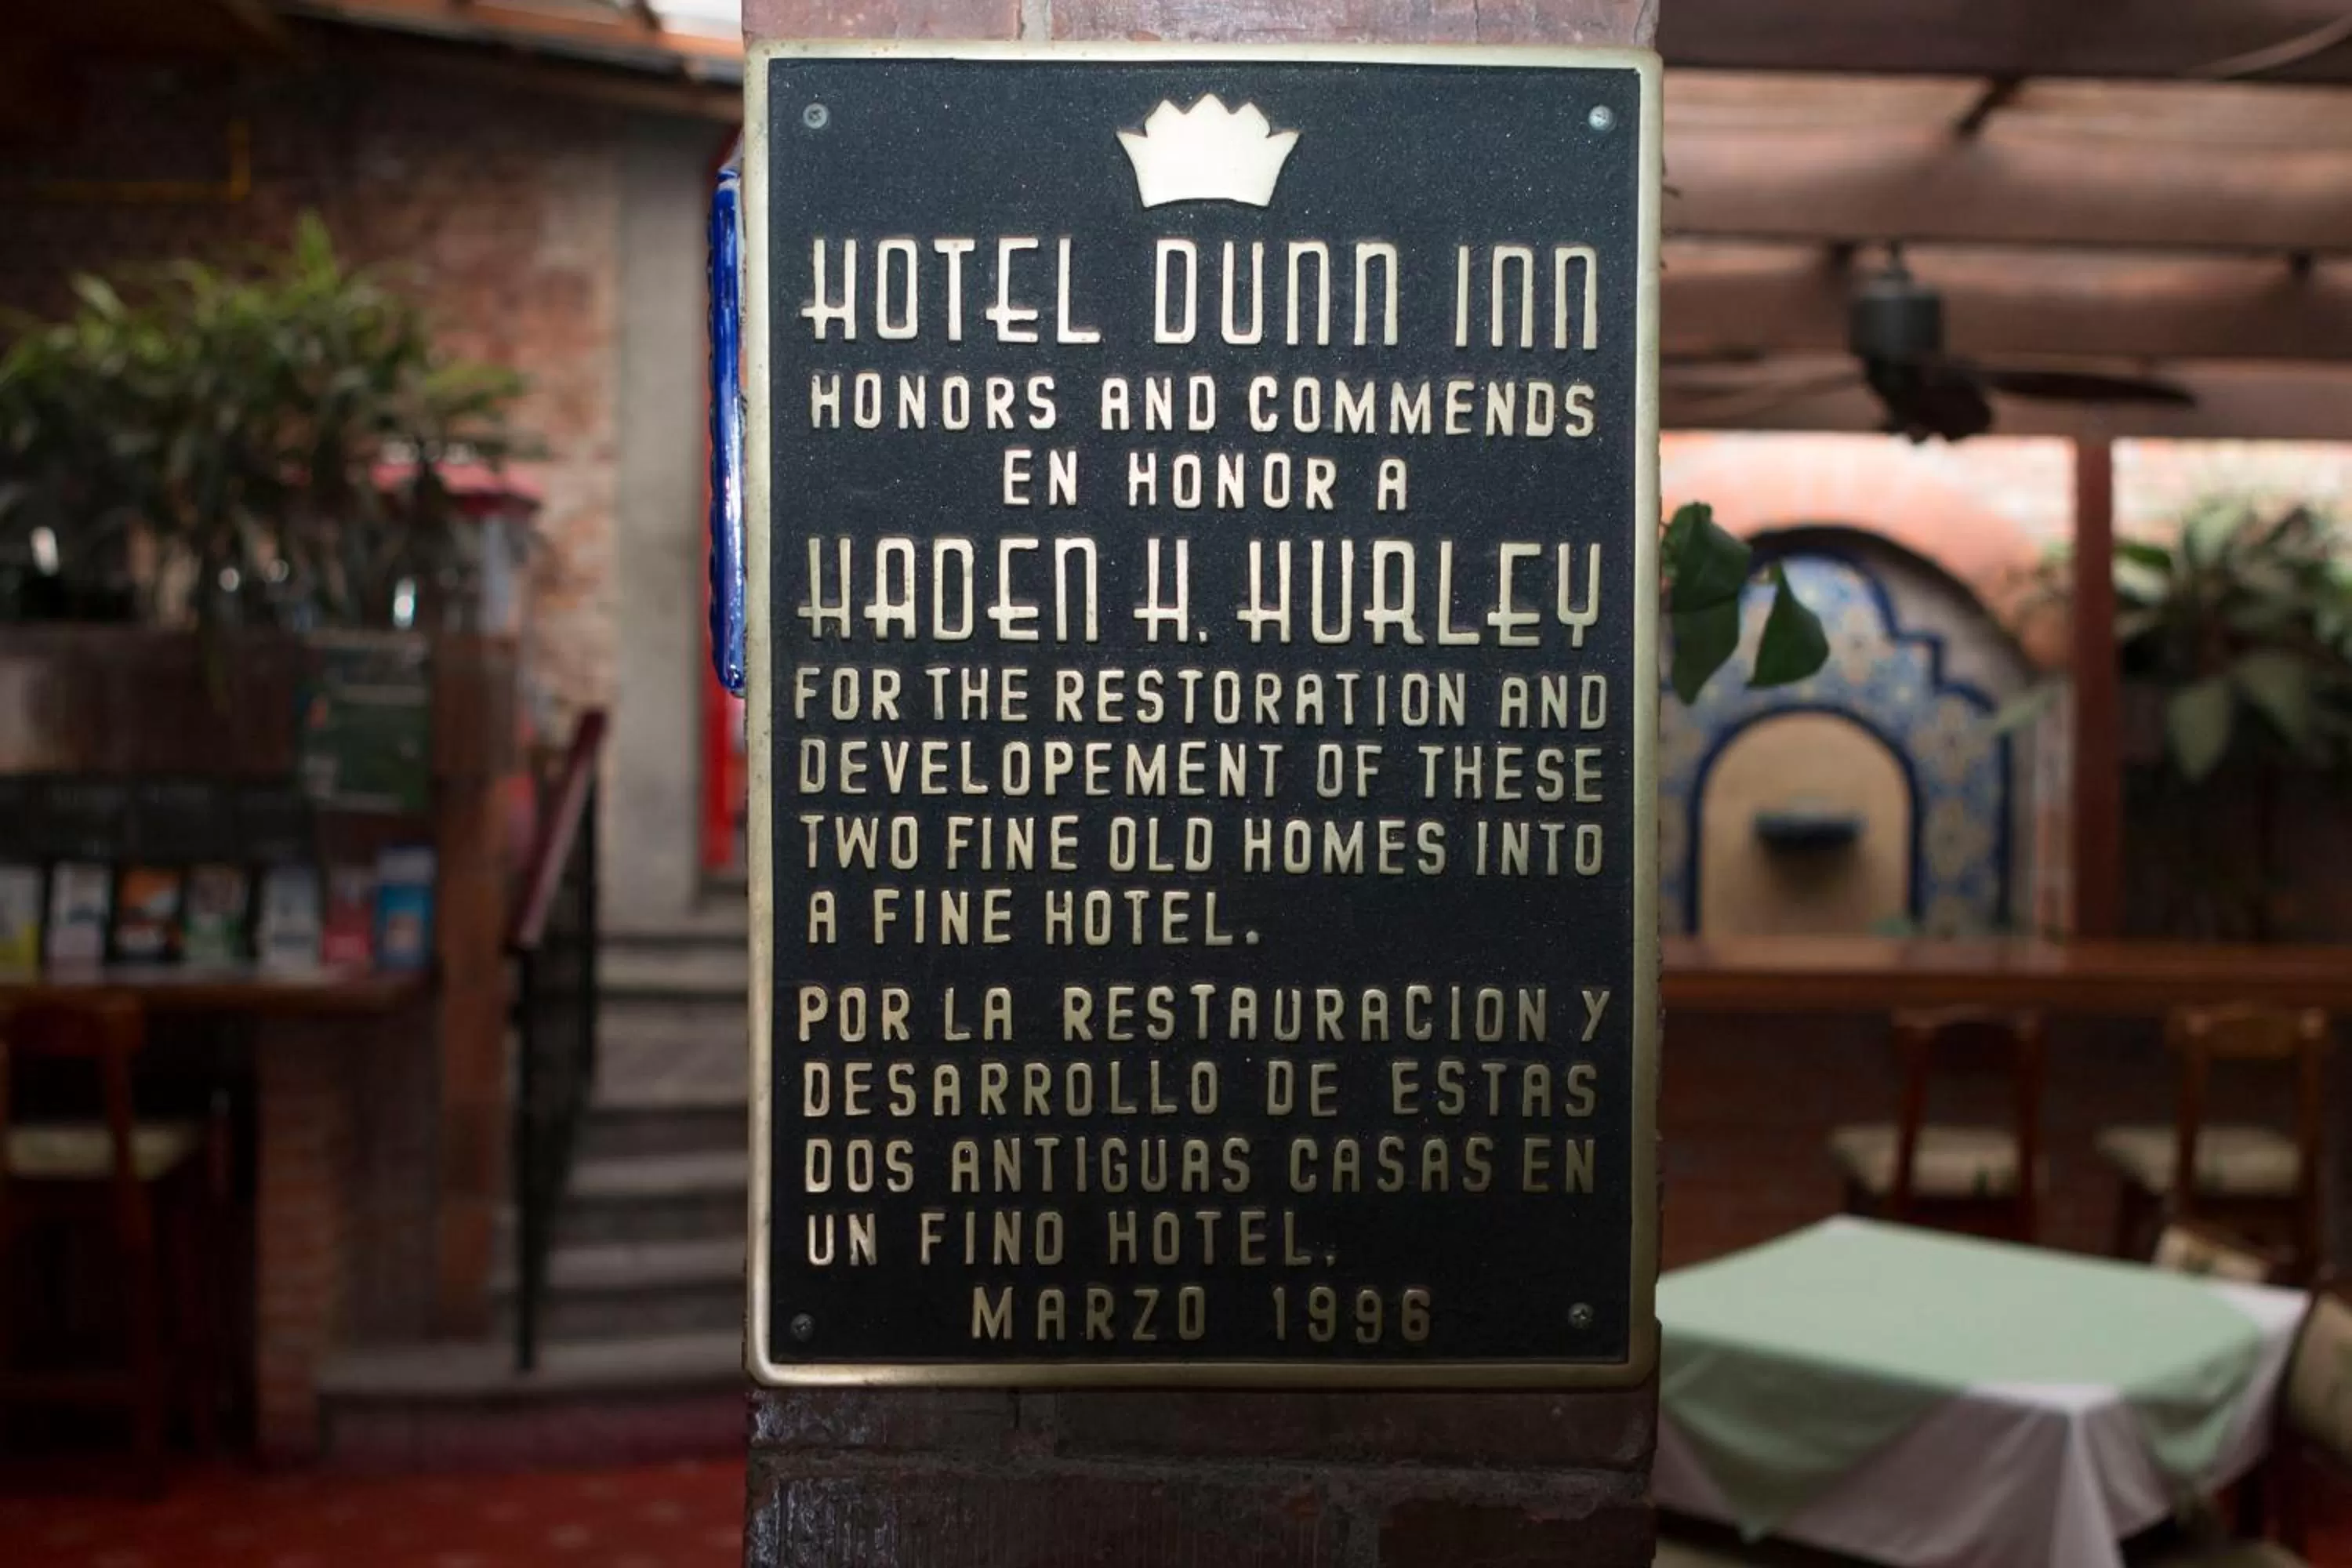 HOTEL DUNN INN
HONORS AND COMMENDS
EN HONOR A
HADEN H. HURLEY
FOR THE RESTORATION AND
DEVELOPEMENT OF THESE
TWO FINE OLD HOMES INTO
A FINE HOTEL.
POR LA RESTAURACION Y
DESARROLLO DE ESTAS
DOS ANTIGUAS CASAS EN
UN FINO HOTEL.
MARZO 1996